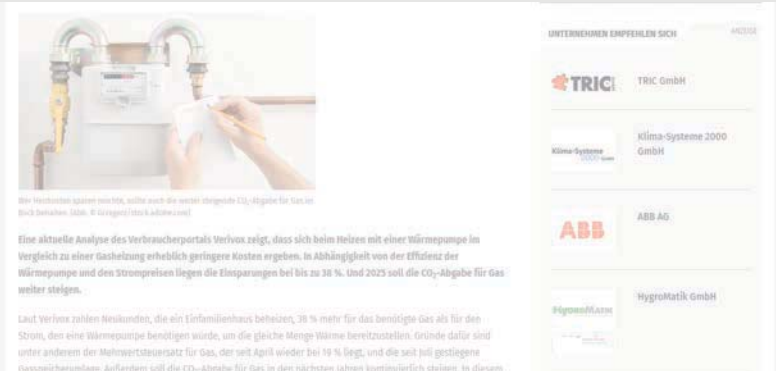 Wer Heizkosten sparen möchte, sollte auch die weiter steigende CO₂-Abgabe für Gas im
Blick behalten. (Abb. © Grzegorz/stock.adobe.com)
Eine aktuelle Analyse des Verbraucherportals Verivox zeigt, dass sich beim Heizen mit einer Wärmepumpe im
Vergleich zu einer Gasheizung erheblich geringere Kosten ergeben. In Abhängigkeit von der Effizienz der
Wärmepumpe und den Strompreisen liegen die Einsparungen bei bis zu 38 %. Und 2025 soll die CO₂-Abgabe für Gas
weiter steigen.
Laut Verivox zahlen Neukunden, die ein Einfamilienhaus beheizen, 38 % mehr für das benötigte Gas als für den
Strom, den eine Wärmepumpe benötigen würde, um die gleiche Menge Wärme bereitzustellen. Gründe dafür sind
unter anderem der Mehrwertsteuersatz für Gas, der seit April wieder bei 19 % liegt, und die seit Juli gestiegene
Gasspeicherumlage. Außerdem soll die CO₂-Abgabe für Gas in den nächsten Jahren kontinuierlich steigen. In diesem
UNTERNEHMEN EMPFEHLEN SICH
ANZEIGE
TRIC
TRIC GmbH
Klima-Systeme
2000 GmbH
Klima-Systeme 2000
GmbH
ABB
ABB AG
HygroMatik
HygroMatik GmbH